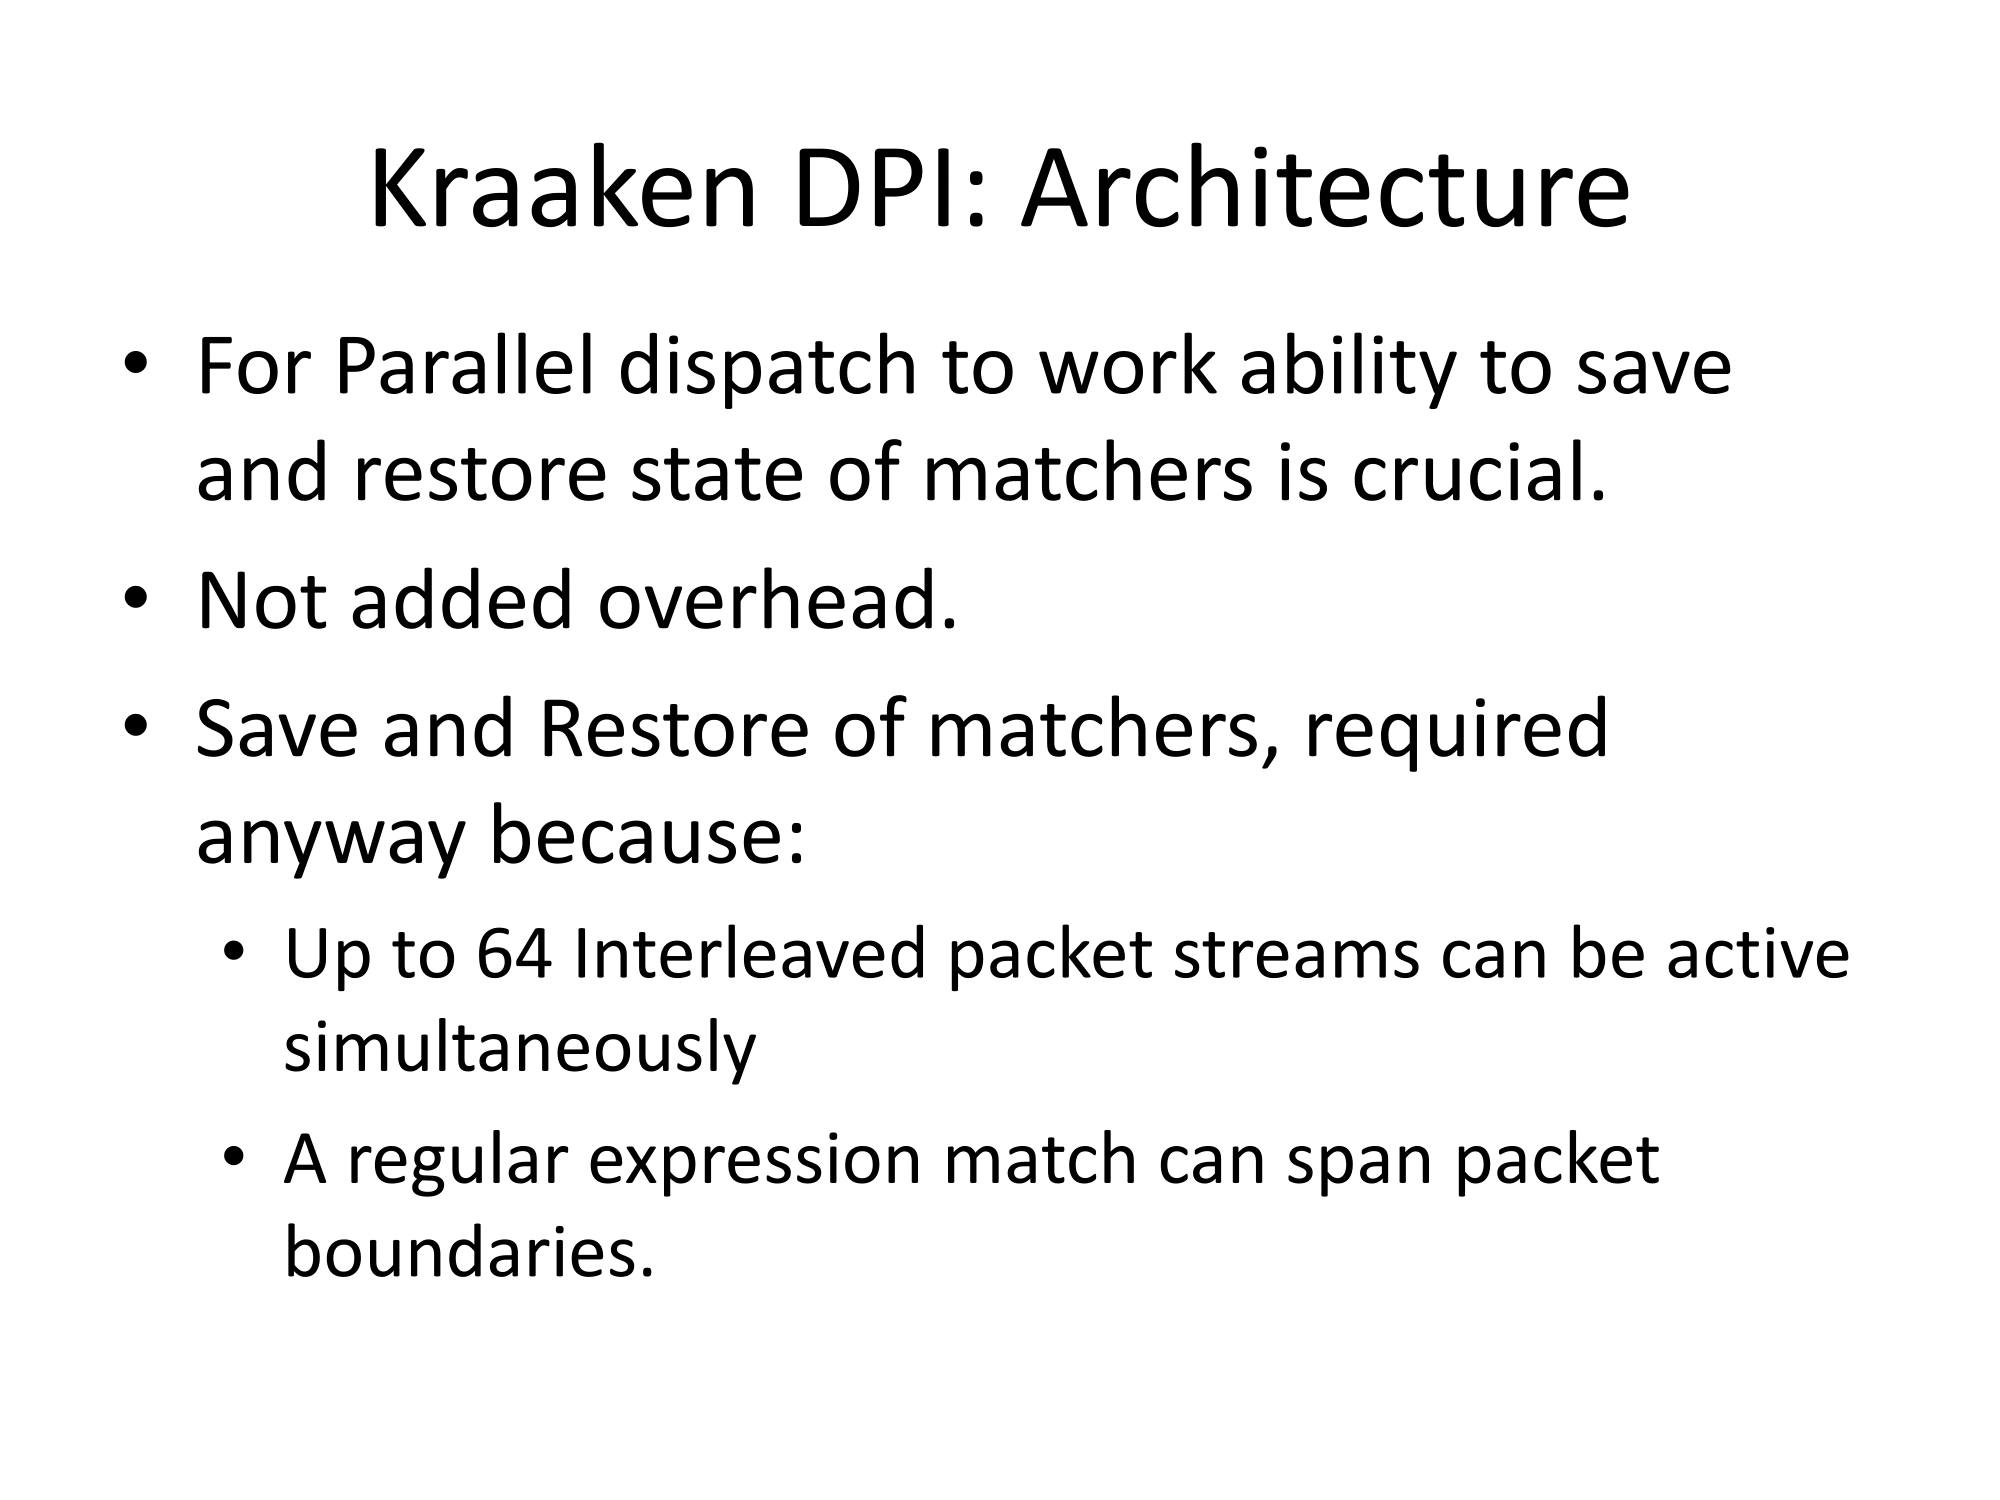 Kraaken DPI: Architecture
• For Parallel dispatch to work ability to save
and restore state of matchers is crucial.
• Not added overhead.
• Save and Restore of matchers, required
anyway because:
• Up to 64 Interleaved packet streams can be active
simultaneously
• A regular expression match can span packet
boundaries.